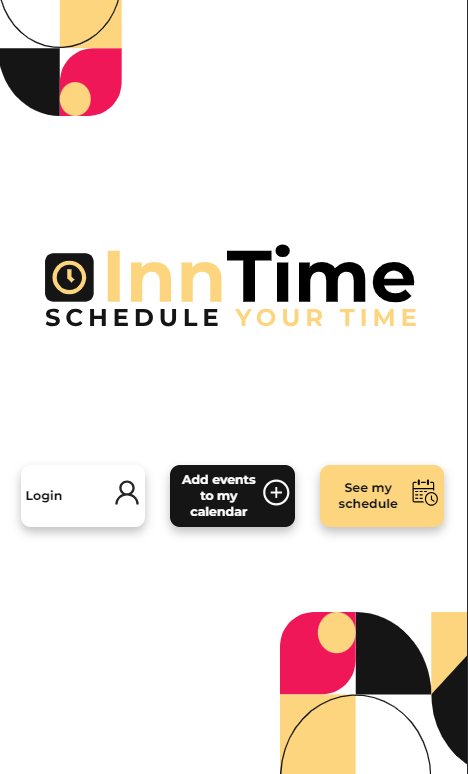 InnTime
SCHEDULE YOUR TIME
Login
Add events
to my
calendar
See my
schedule